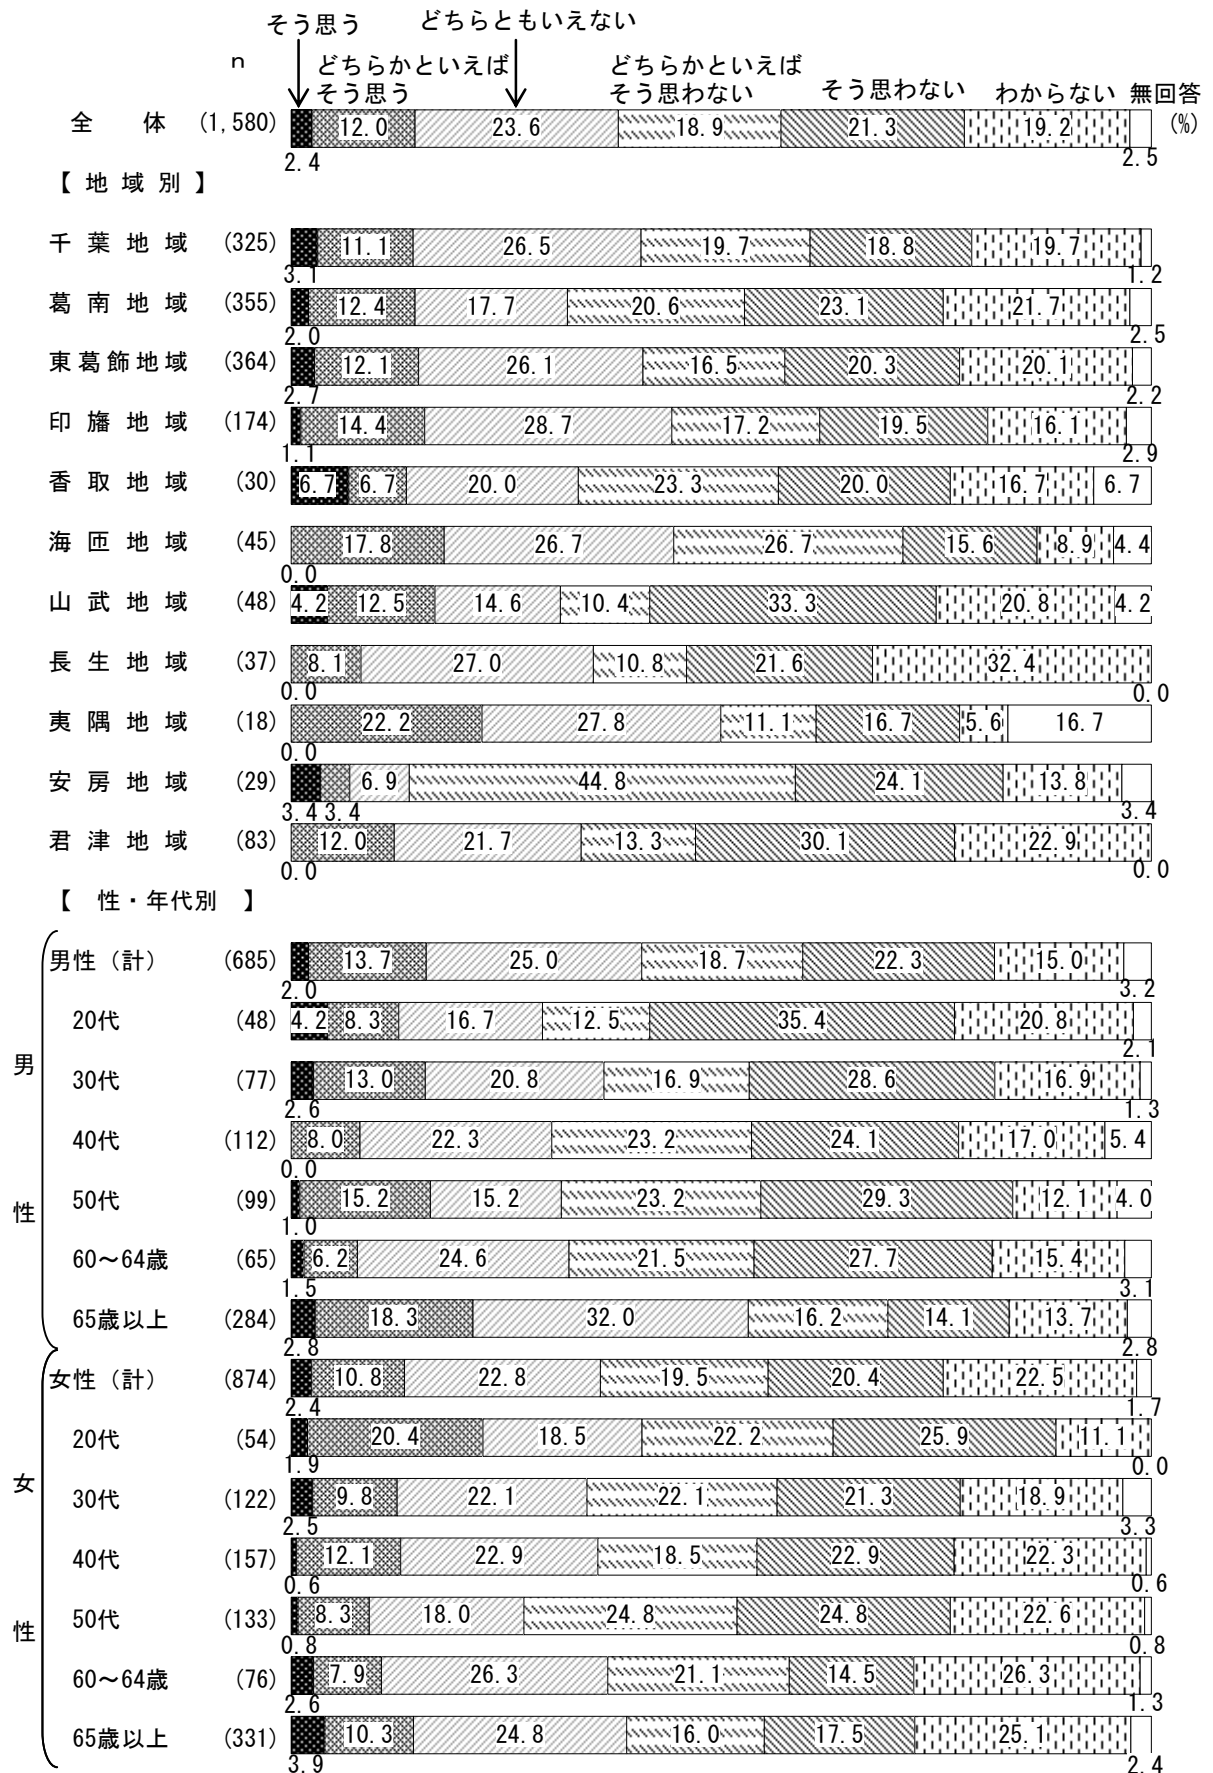 そう思う
どちらともいえない
n
どちらかといえば
そう思う
どちらかといえば
そう思わない
そう思わない
わからない
無回答
(%)
全 体 (1,580) 12.0 23.6 18.9 21.3 19.2
2.4 2.5
【 地 域 別 】
千 葉 地 域 (325) 11.1 26.5 19.7 18.8 19.7
3.1 1.2
葛 南 地 域 (355) 12.4 17.7 20.6 23.1 21.7
2.0 2.5
東葛飾地域 (364) 12.1 26.1 16.5 20.3 20.1
2.7 2.2
印 旛 地 域 (174) 14.4 28.7 17.2 19.5 16.1
1.1 2.9
香 取 地 域 (30) 6.7 6.7 20.0 23.3 20.0 16.7 6.7
海 匝 地 域 (45) 17.8 26.7 26.7 15.6 8.9 4.4
0.0
山 武 地 域 (48) 4.2 12.5 14.6 10.4 33.3 20.8 4.2
長 生 地 域 (37) 8.1 27.0 10.8 21.6 32.4
0.0 0.0
夷 隅 地 域 (18) 22.2 27.8 11.1 16.7 5.6 16.7
0.0
安 房 地 域 (29) 6.9 44.8 24.1 13.8
3.4 3.4 3.4
君 津 地 域 (83) 12.0 21.7 13.3 30.1 22.9
0.0 0.0
【 性・年代別 】
男性（計） (685) 13.7 25.0 18.7 22.3 15.0
2.0 3.2
20代 (48) 4.2 8.3 16.7 12.5 35.4 20.8
2.1
男
30代 (77) 13.0 20.8 16.9 28.6 16.9
2.6 1.3
40代 (112) 8.0 22.3 23.2 24.1 17.0 5.4
0.0
性
50代 (99) 15.2 15.2 23.2 29.3 12.1 4.0
1.0
60～64歳 (65) 6.2 24.6 21.5 27.7 15.4
1.5 3.1
65歳以上 (284) 18.3 32.0 16.2 14.1 13.7
2.8 2.8
女性（計） (874) 10.8 22.8 19.5 20.4 22.5
2.4 1.7
20代 (54) 20.4 18.5 22.2 25.9 11.1
1.9 0.0
女
30代 (122) 9.8 22.1 22.1 21.3 18.9
2.5 3.3
40代 (157) 12.1 22.9 18.5 22.9 22.3
0.6 0.6
性
50代 (133) 8.3 18.0 24.8 24.8 22.6
0.8 0.8
60～64歳 (76) 7.9 26.3 21.1 14.5 26.3
2.6 1.3
65歳以上 (331) 10.3 24.8 16.0 17.5 25.1
3.9 2.4